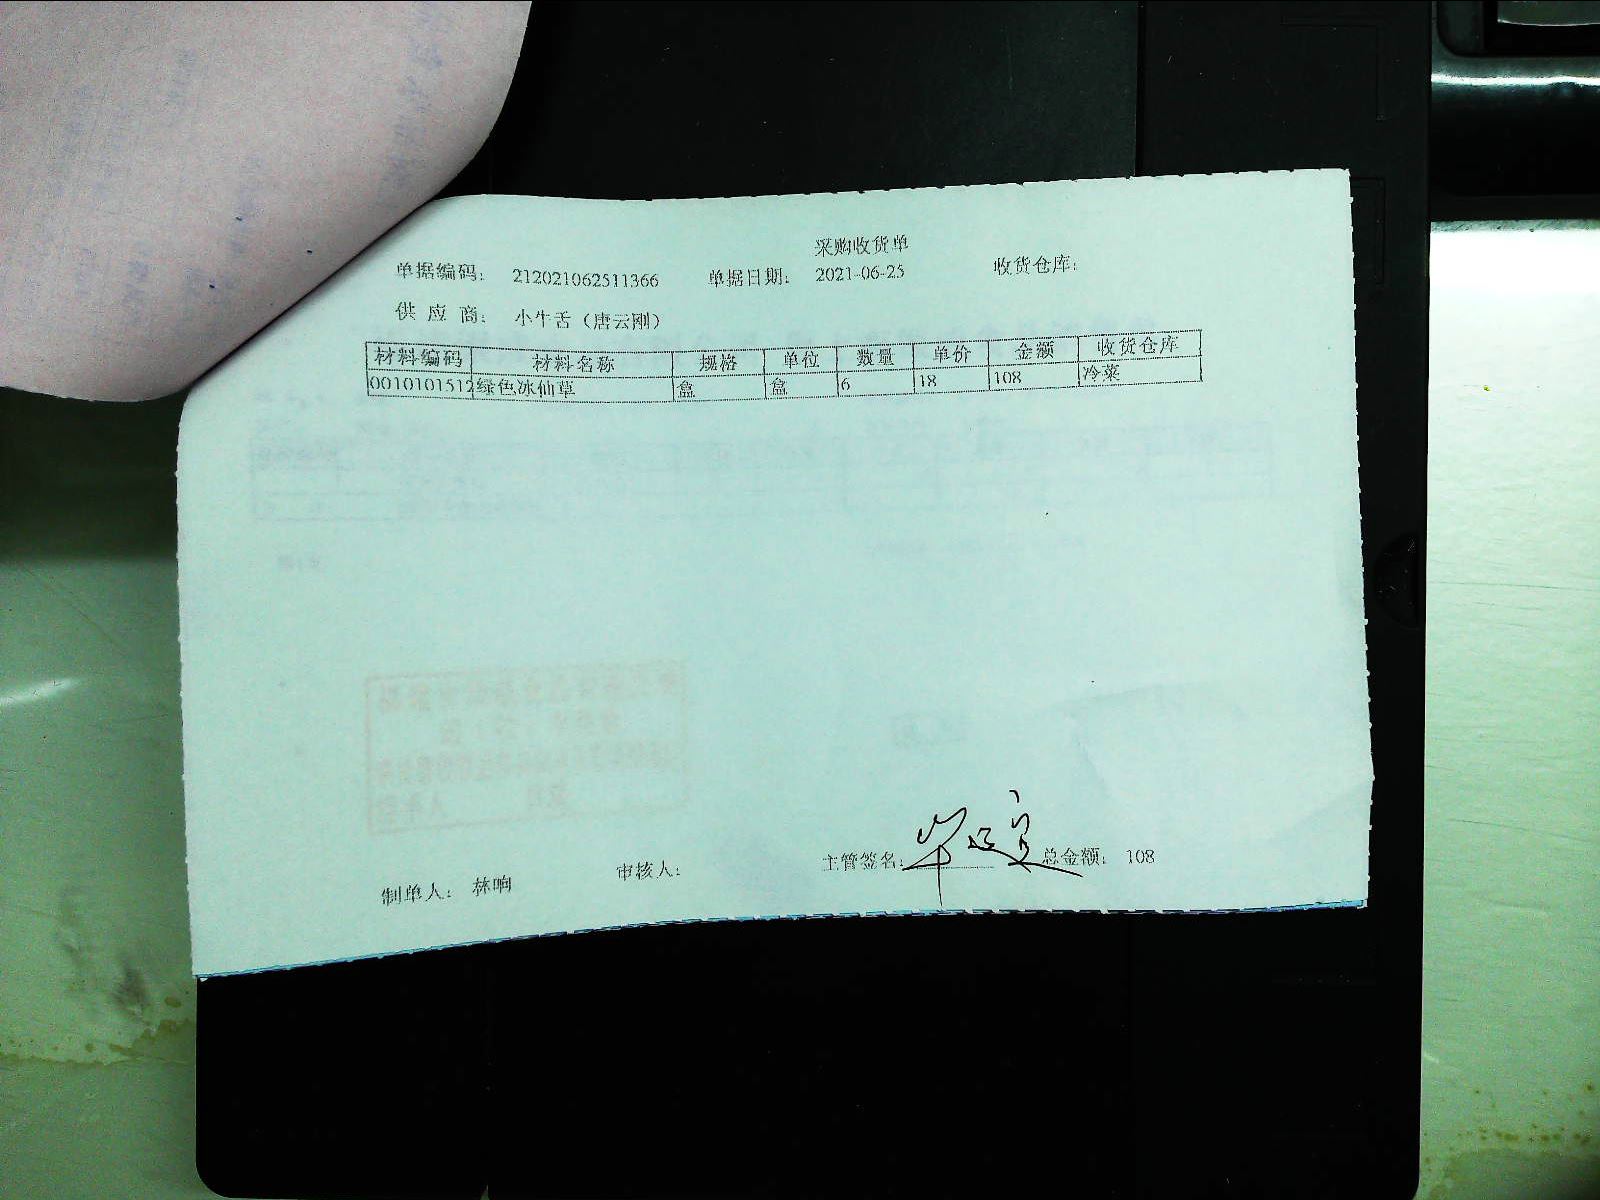 采购收货单
单据编码： 212021062511366 单据日期： 2021-06-25 收货仓库：
供 应 商： 小牛舌（唐云刚）
材料编码 材料名称 规格 单位 数量 单价 金额 收货仓库
0010101512 绿色冰仙草 盒 盒 6 18 108 冷菜
制单人： 林响 审核人： 主管签名： 总金额： 108